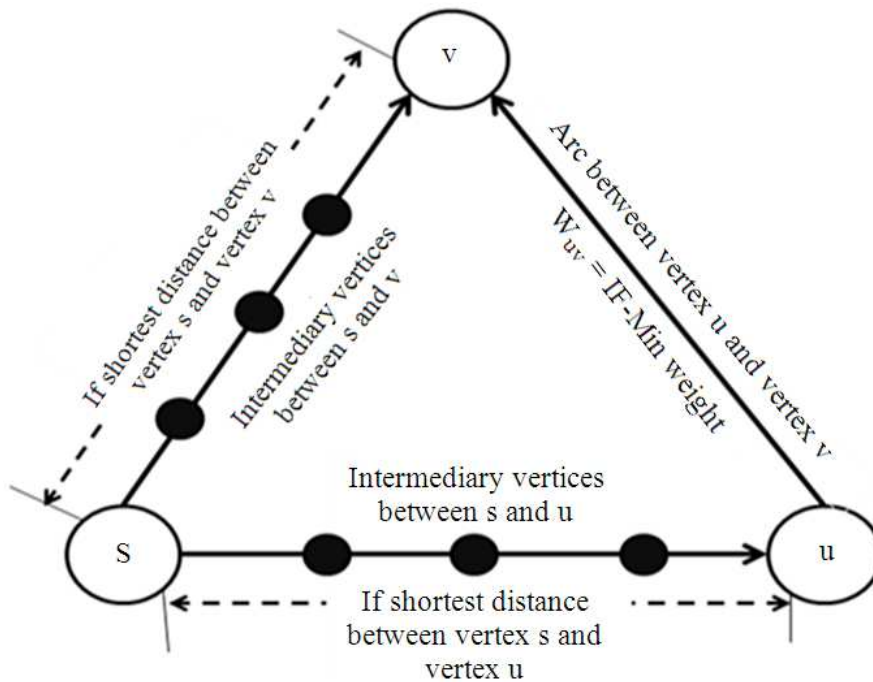 v
If shortest distance between
vertex s and vertex v
Intermediary vertices
between s and v
Arc between vertex u and vertex v
W_uv = IF-Min weight
Intermediary vertices
between s and u
S
u
If shortest distance
between vertex s and
vertex u